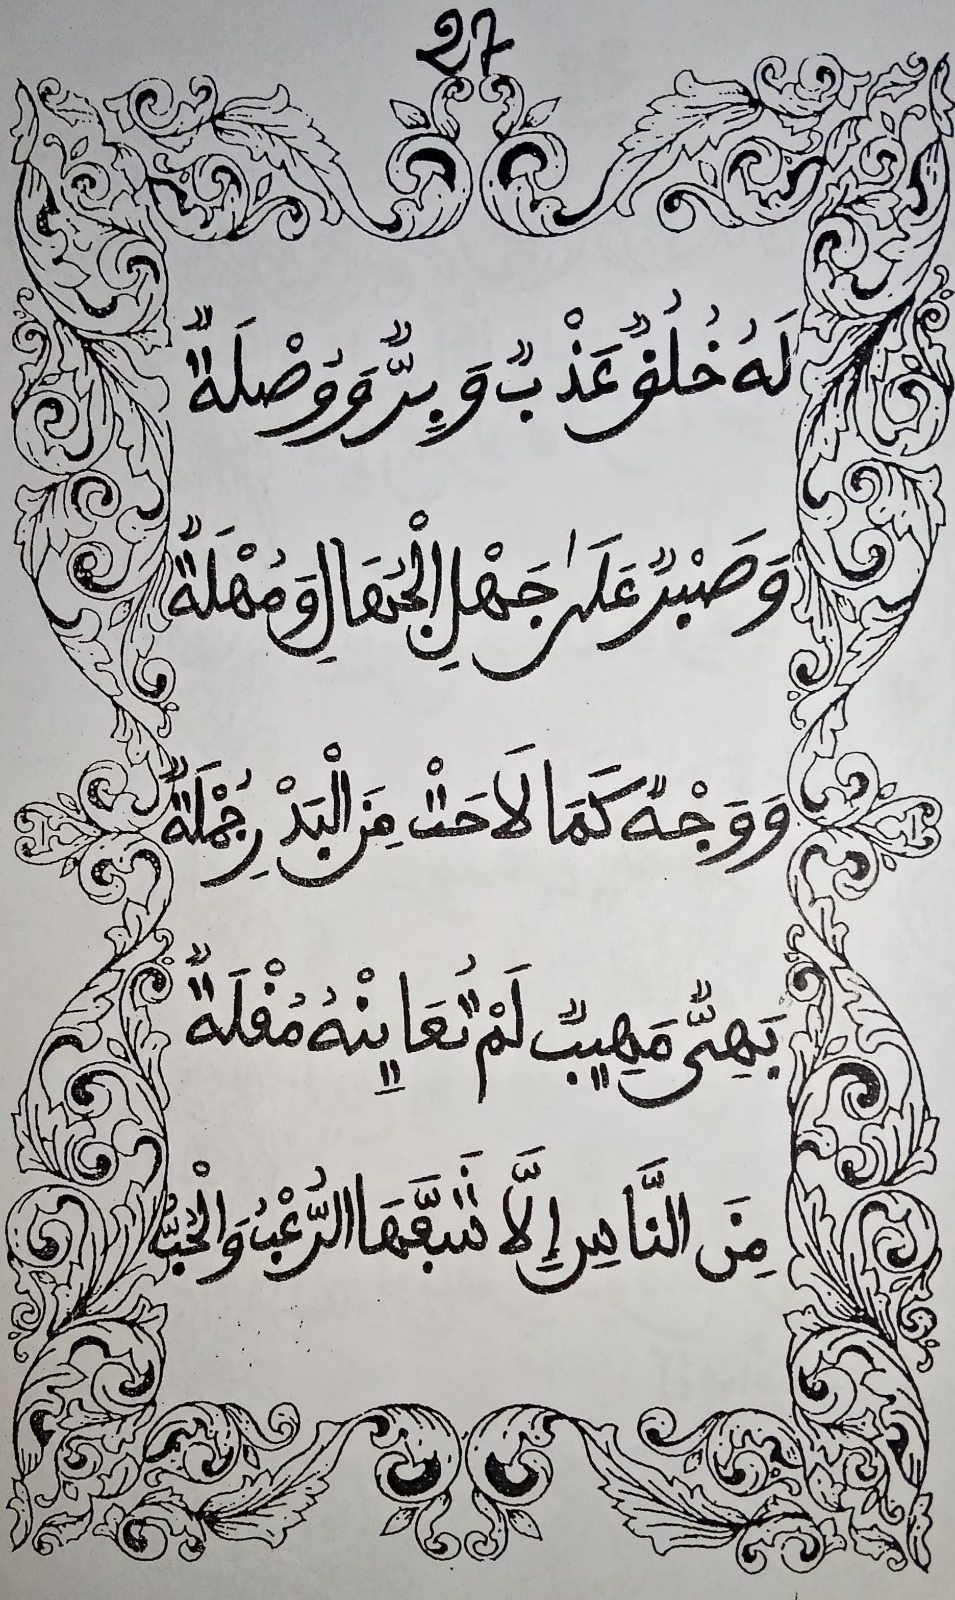 27
لَهُ خُلُقٌ عَذْبٌ وَبِرٌّ وَوُصْلَةٌ
وَصَبْرٌ عَلَىٰ جَهْلِ الْجُهَالِ وَمُهْلَةٌ
وَوَجْهٌ كَمَا لَاحَتْ مِنَ الْبَدْرِ جُمْلَةٌ
بَهِيٌّ مَهِيبٌ لَمْ تُعَايِنْهُ مُقْلَةٌ
مِنَ النَّاسِ إِلَّا شَفَّهَا الرُّعْبُ وَالْحُبُّ